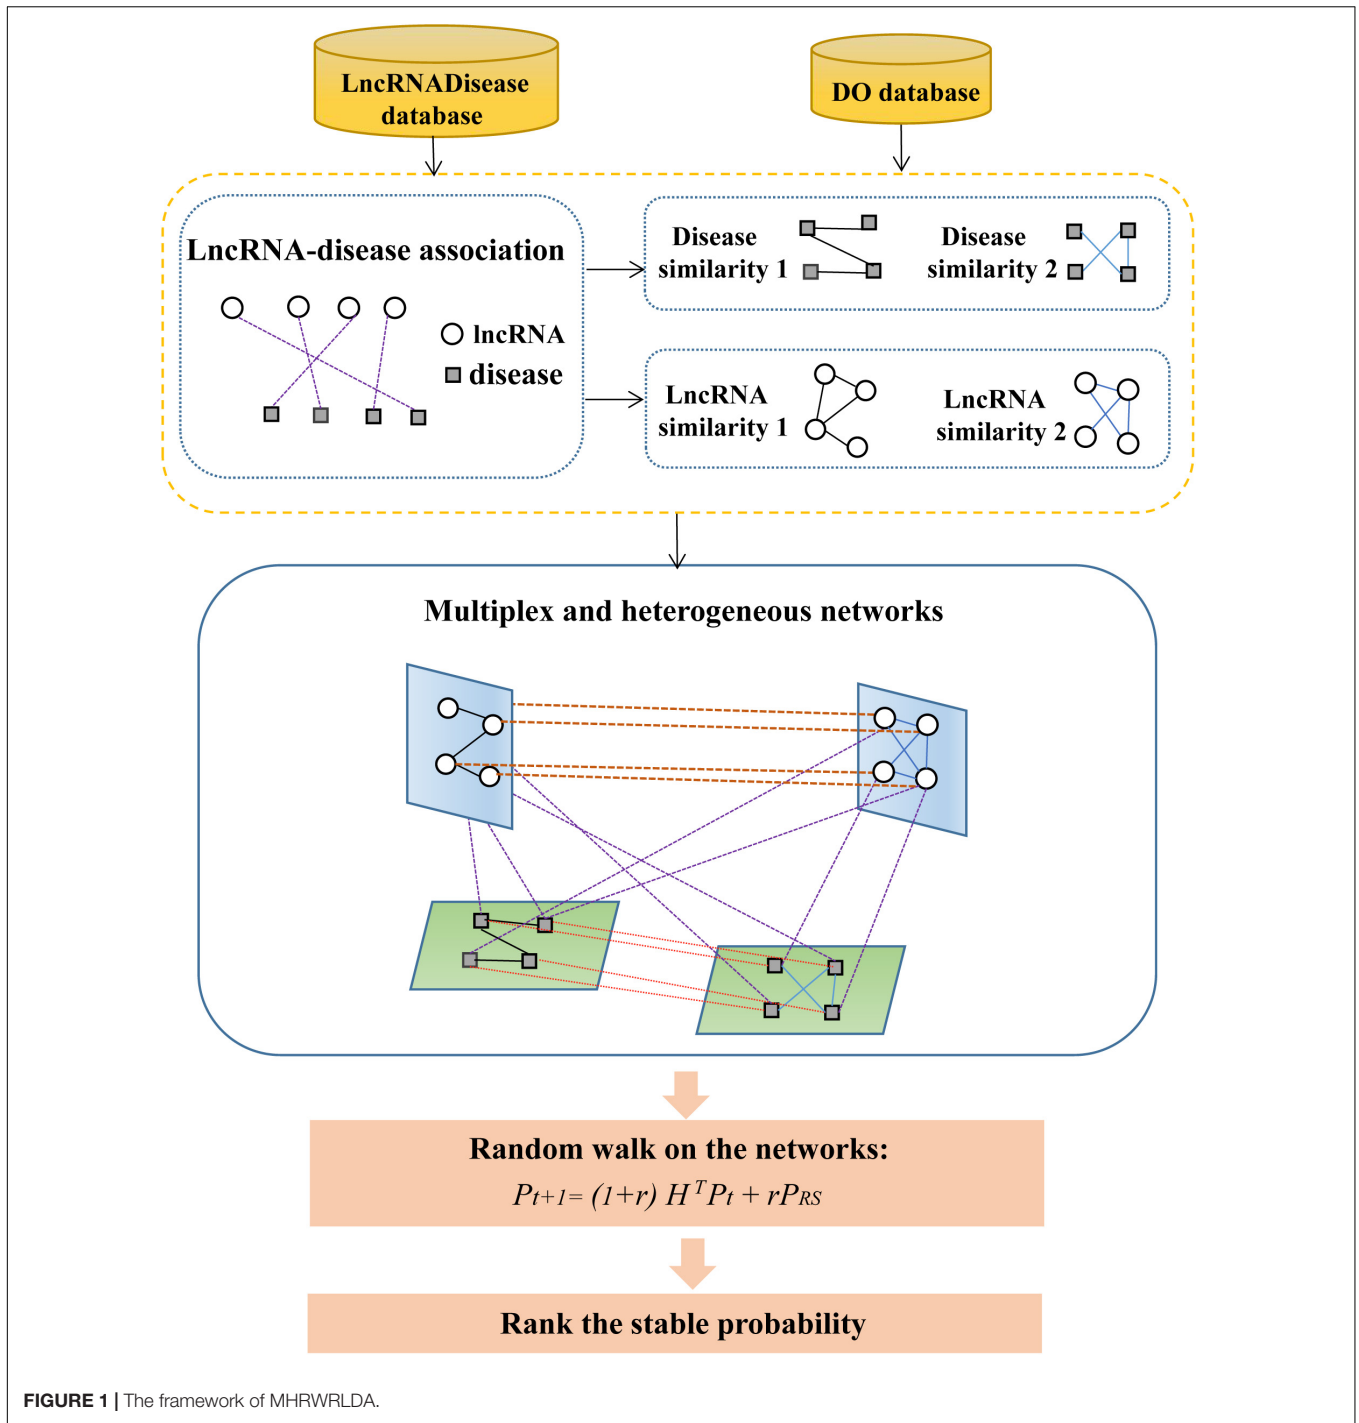 LncRNADisease
database
DO database
LncRNA-disease association
lncRNA
disease
Disease
similarity 1
Disease
similarity 2
LncRNA
similarity 1
LncRNA
similarity 2
Multiplex and heterogeneous networks
Random walk on the networks:
Pt+1= (1+r) H^T Pt + rPRS
Rank the stable probability
FIGURE 1 | The framework of MHRWRLDA.